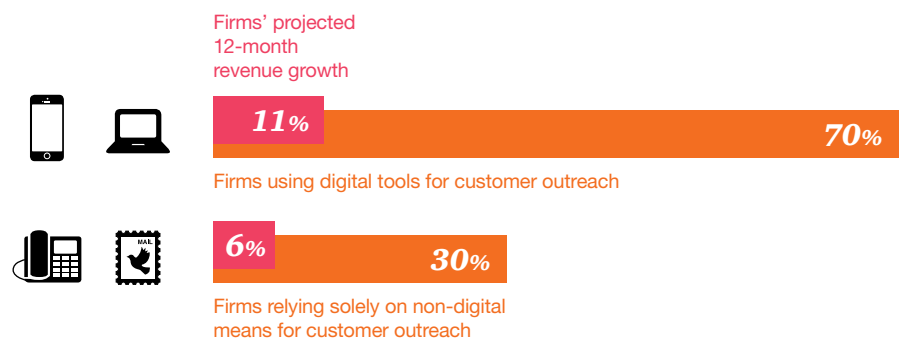 Firms’ projected
12-month
revenue growth
11%
70%
Firms using digital tools for customer outreach
MAIL
6%
30%
Firms relying solely on non-digital
means for customer outreach